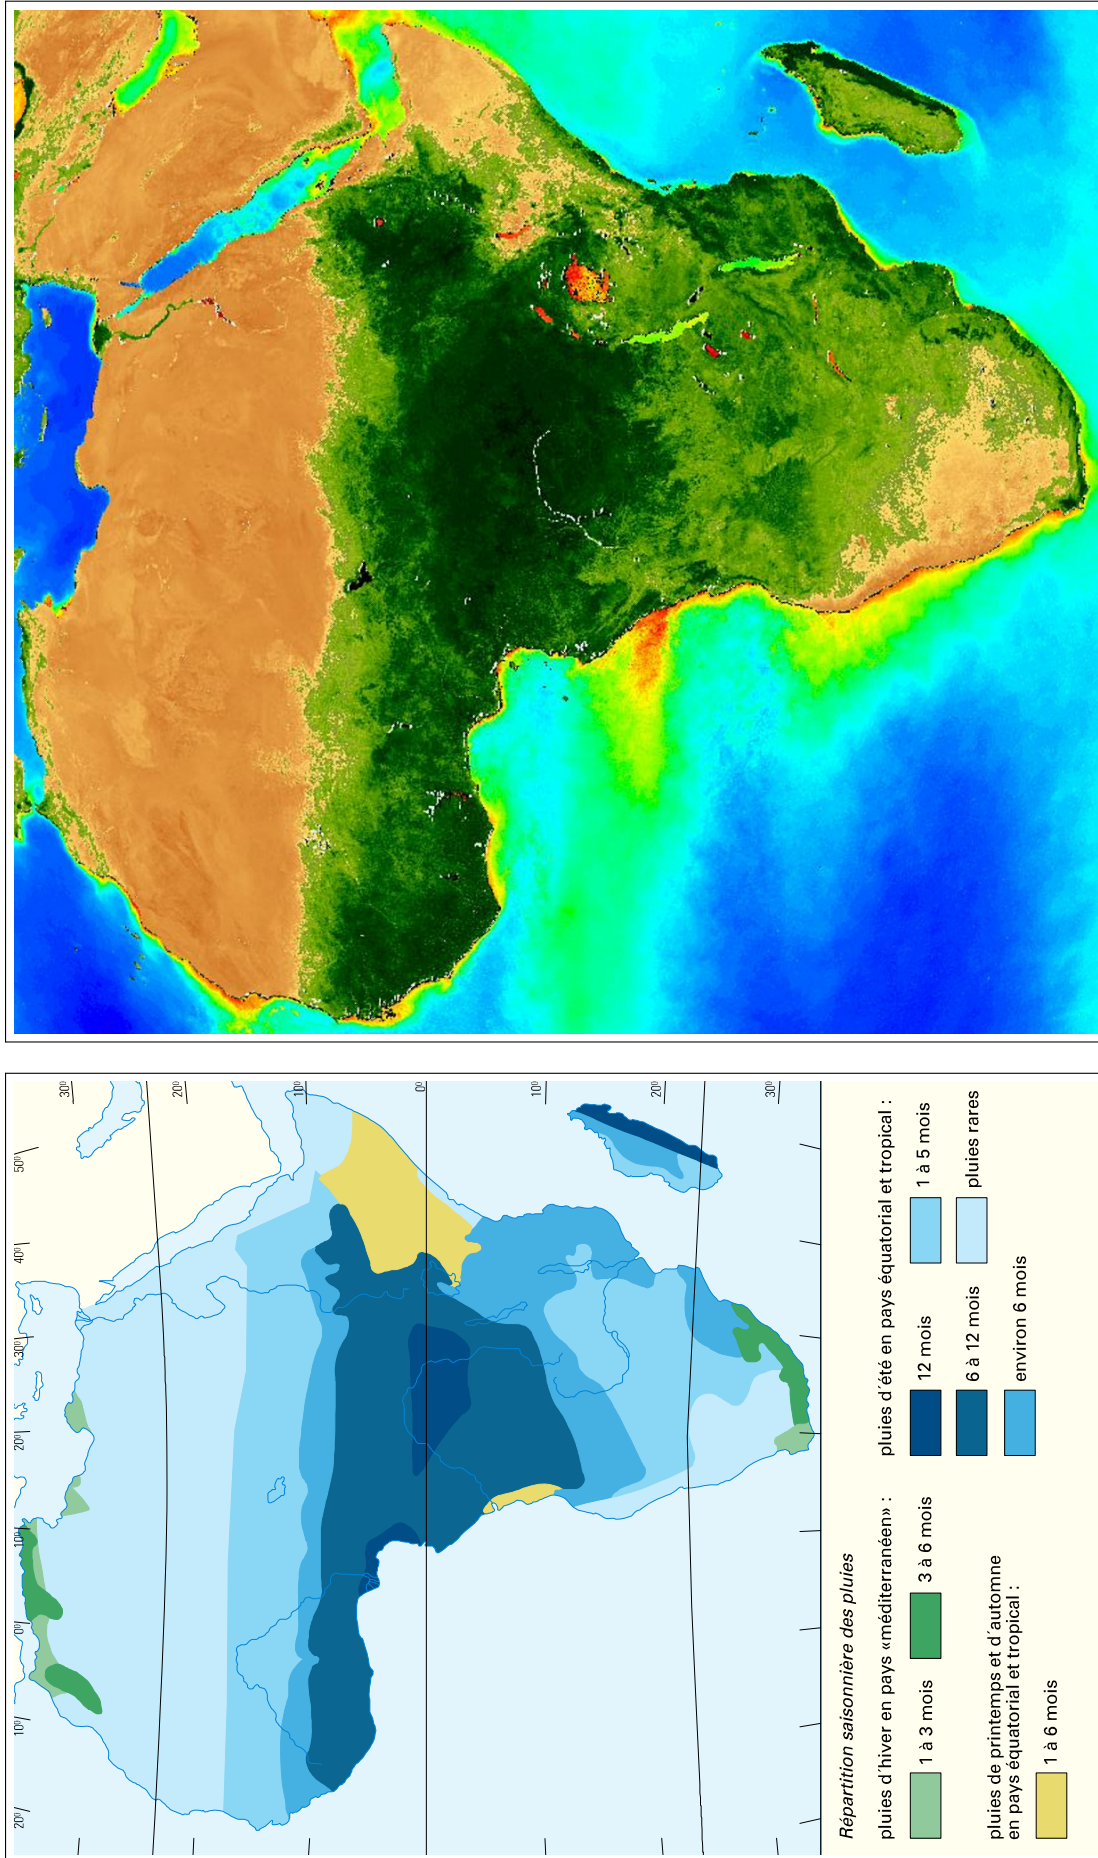 20°
10°
0°
10°
20°
30°
40°
50°
30°
20°
10°
0°
10°
20°
30°
Répartition saisonnière des pluies
pluies d'hiver en pays «méditerranéen» :
1 à 3 mois
3 à 6 mois
pluies de printemps et d'automne
en pays équatorial et tropical :
1 à 6 mois
pluies d'été en pays équatorial et tropical :
12 mois
1 à 5 mois
6 à 12 mois
pluies rares
environ 6 mois